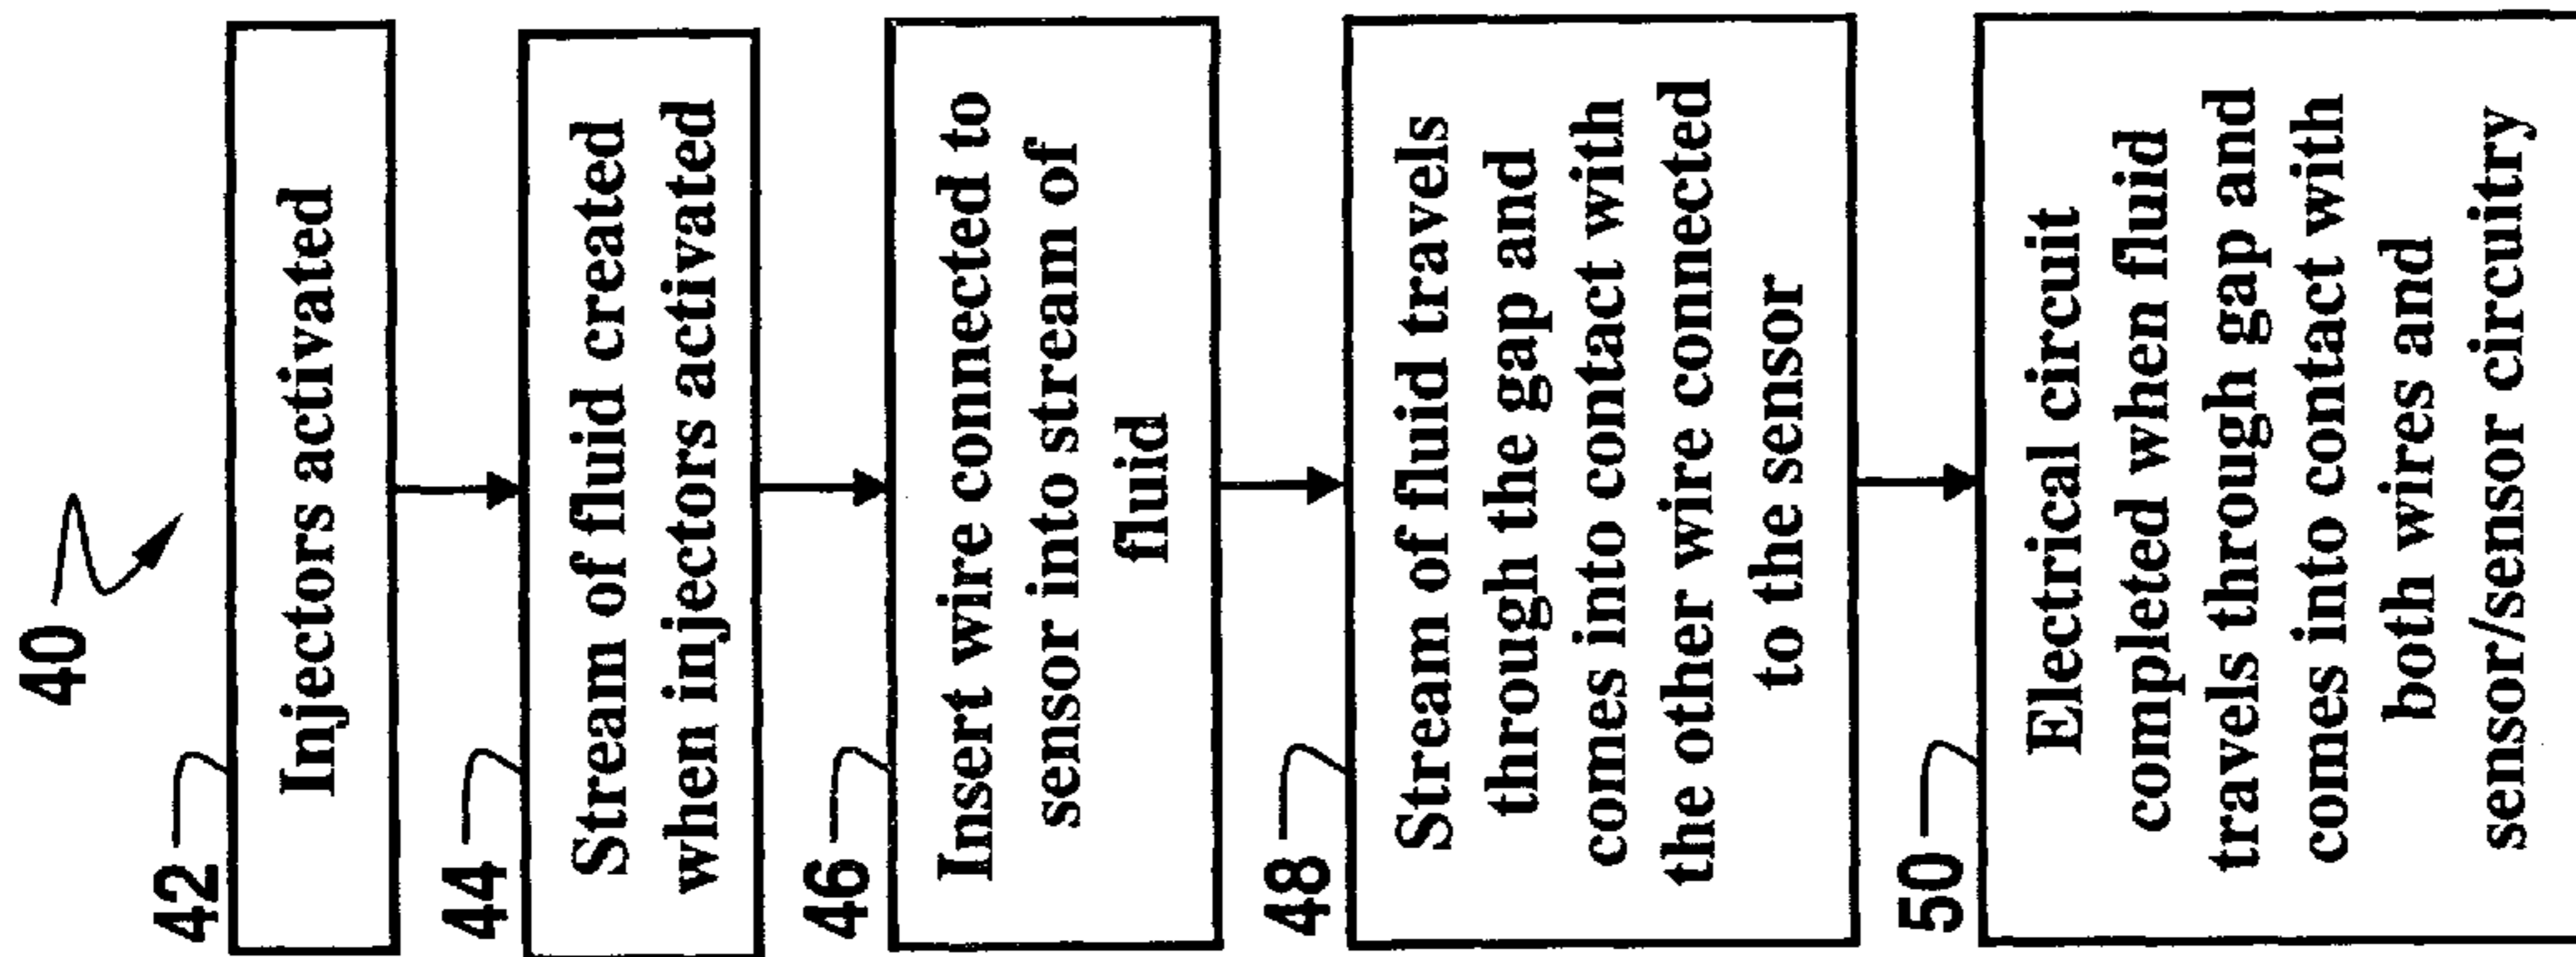 40
42
Injectors activated
44
Stream of fluid created
when injectors activated
46
Insert wire connected to
sensor into stream of
fluid
48
Stream of fluid travels
through the gap and
comes into contact with
the other wire connected
to the sensor
50
Electrical circuit
completed when fluid
travels through gap and
comes into contact with
both wires and
sensor/sensor circuitry